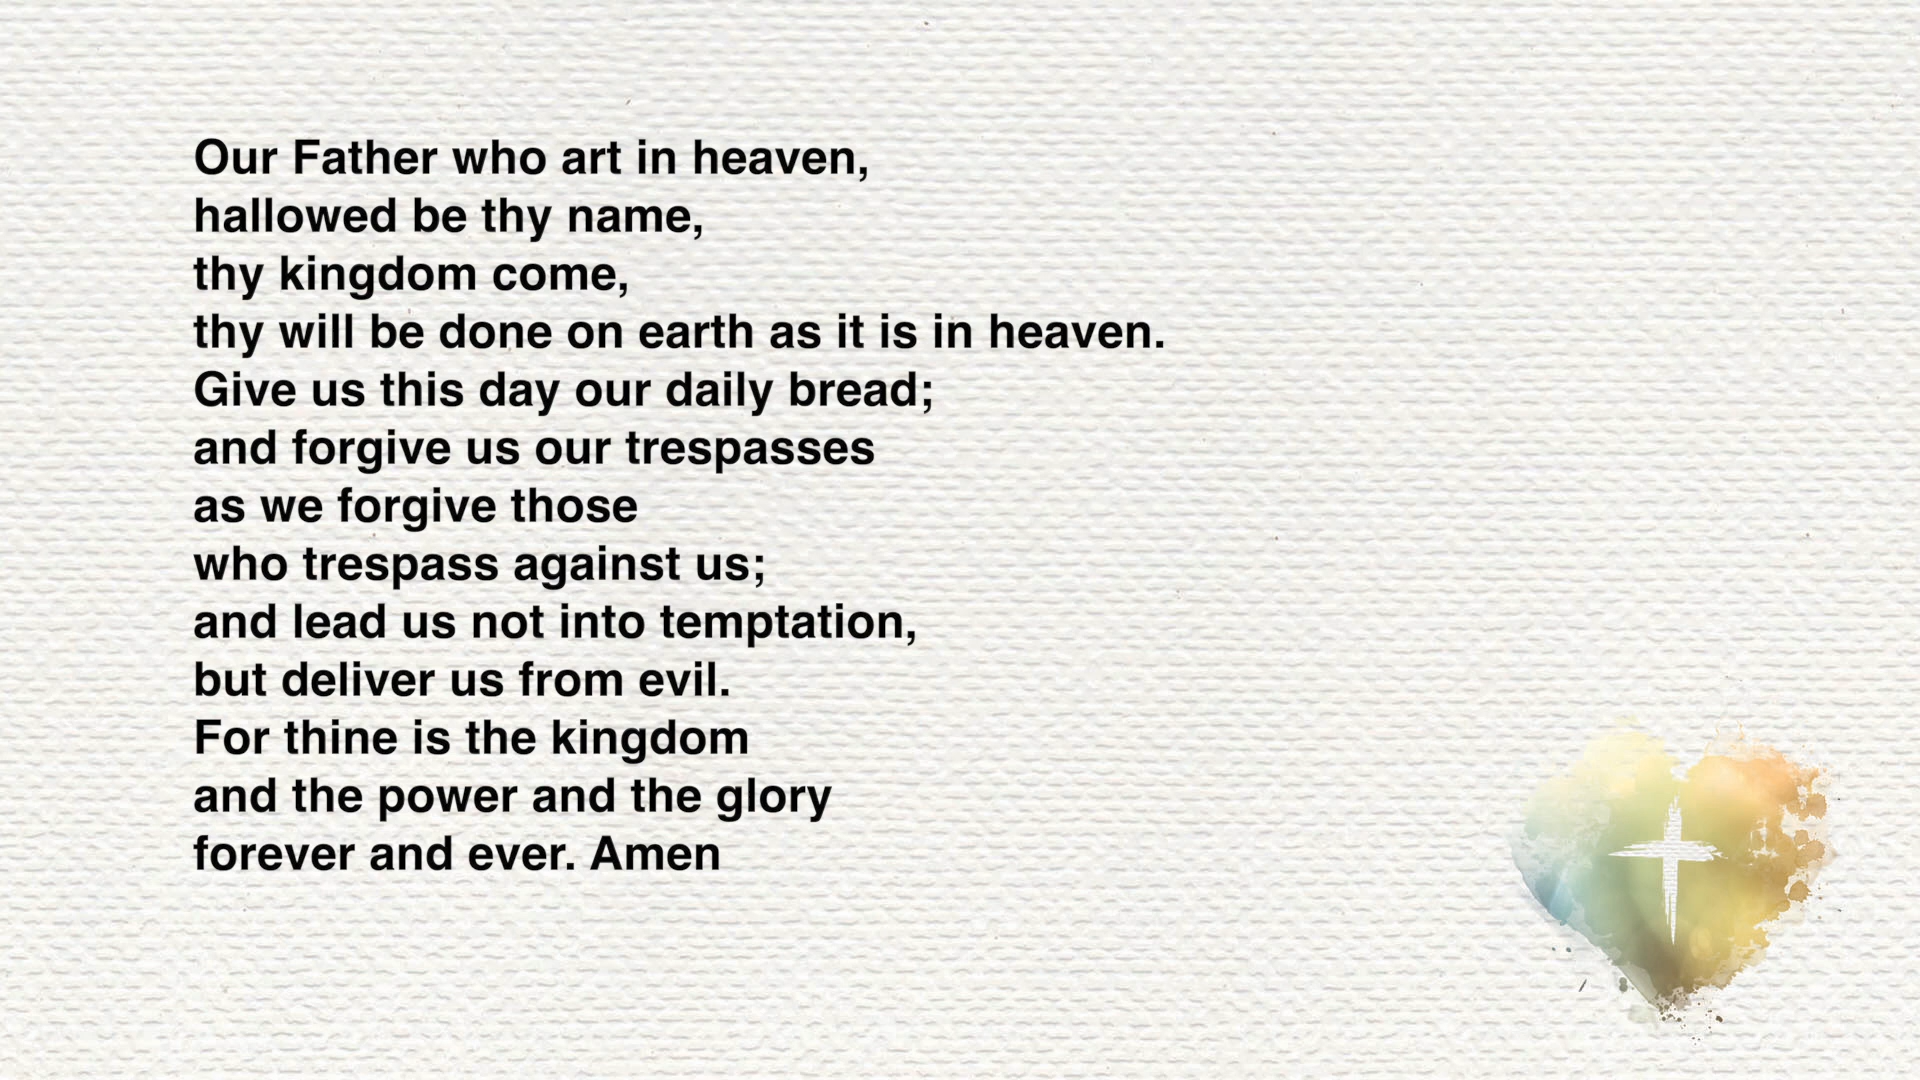 Our Father who art in heaven,
hallowed be thy name,
thy kingdom come,
thy will be done on earth as it is in heaven.
Give us this day our daily bread;
and forgive us our trespasses
as we forgive those
who trespass against us;
and lead us not into temptation,
but deliver us from evil.
For thine is the kingdom
and the power and the glory
forever and ever. Amen